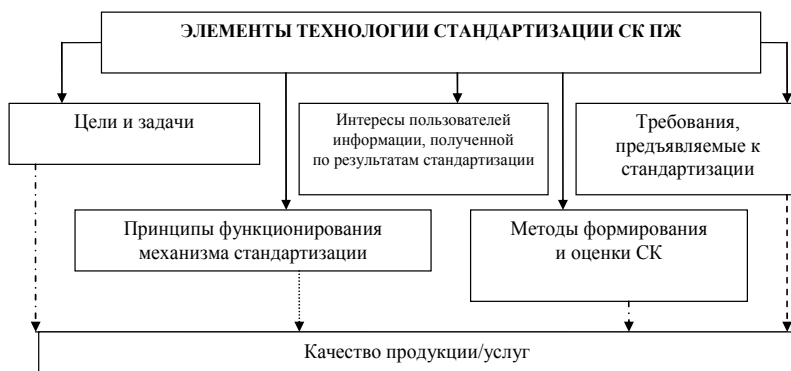 ЭЛЕМЕНТЫ ТЕХНОЛОГИИ СТАНДАРТИЗАЦИИ СК ПЖ
Цели и задачи
Интересы пользователей
информации, полученной
по результатам стандартизации
Требования,
предъявляемые к
стандартизации
Принципы функционирования
механизма стандартизации
Методы формирования
и оценки СК
Качество продукции/услуг